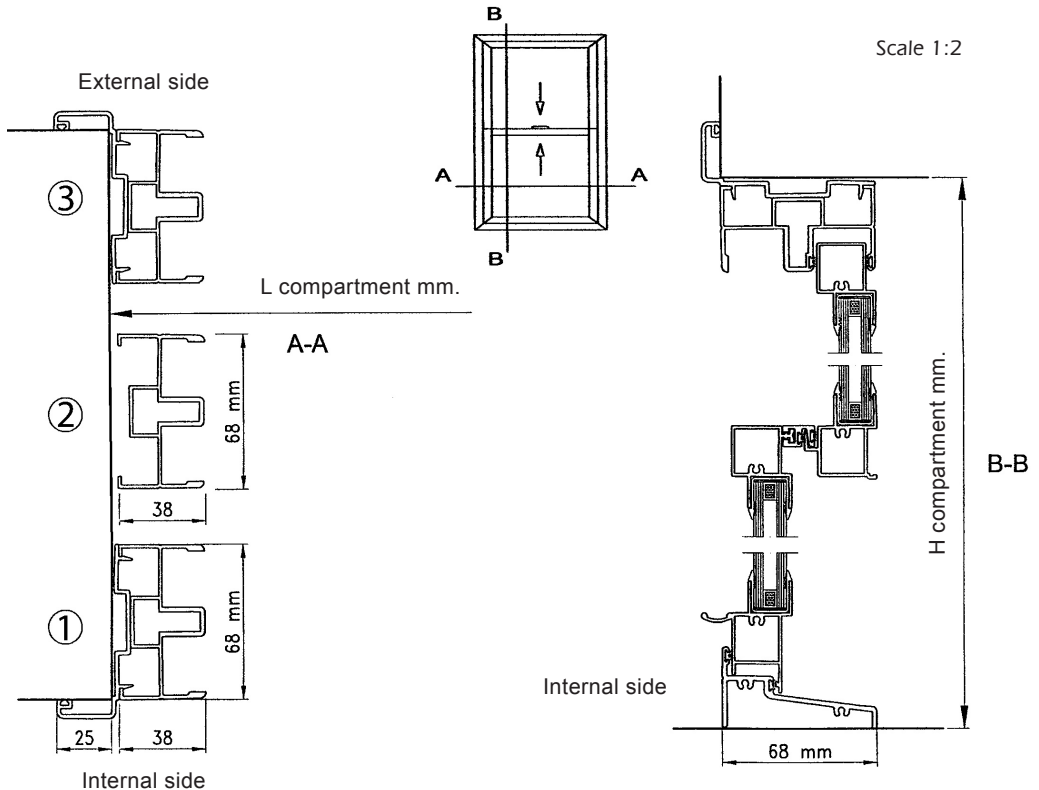 B
Scale 1:2
External side
③
A A
B
L compartment mm.
A-A
②
68 mm
38
H compartment mm.
B-B
①
68 mm
Internal side
25
38
68 mm
Internal side